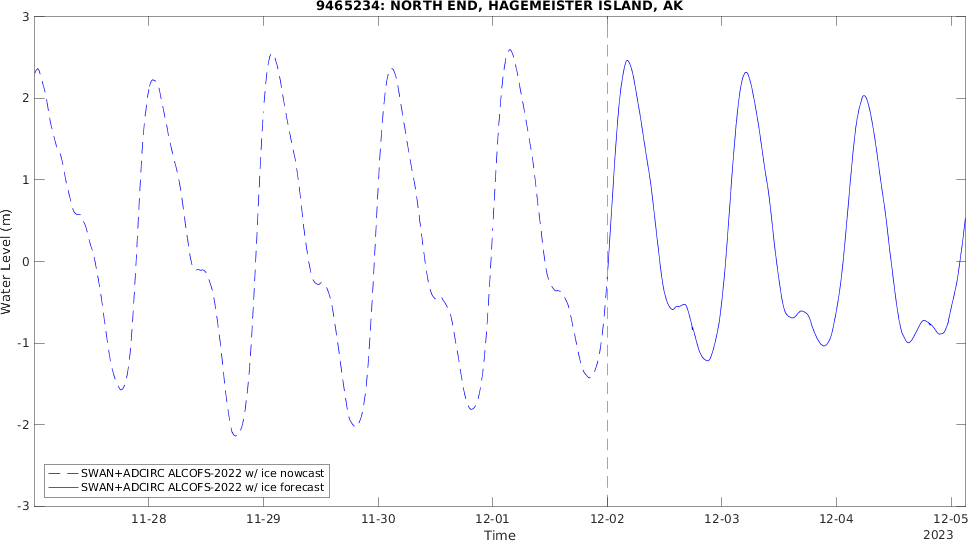 9465234: NORTH END, HAGEMEISTER ISLAND, AK
3
2
1
0
-1
-2
-3
Water Level (m)
SWAN+ADCIRC ALCOFS-2022 w/ ice nowcast
SWAN+ADCIRC ALCOFS-2022 w/ ice forecast
11-28 11-29 11-30 12-01 12-02 12-03 12-04 12-05
Time
2023